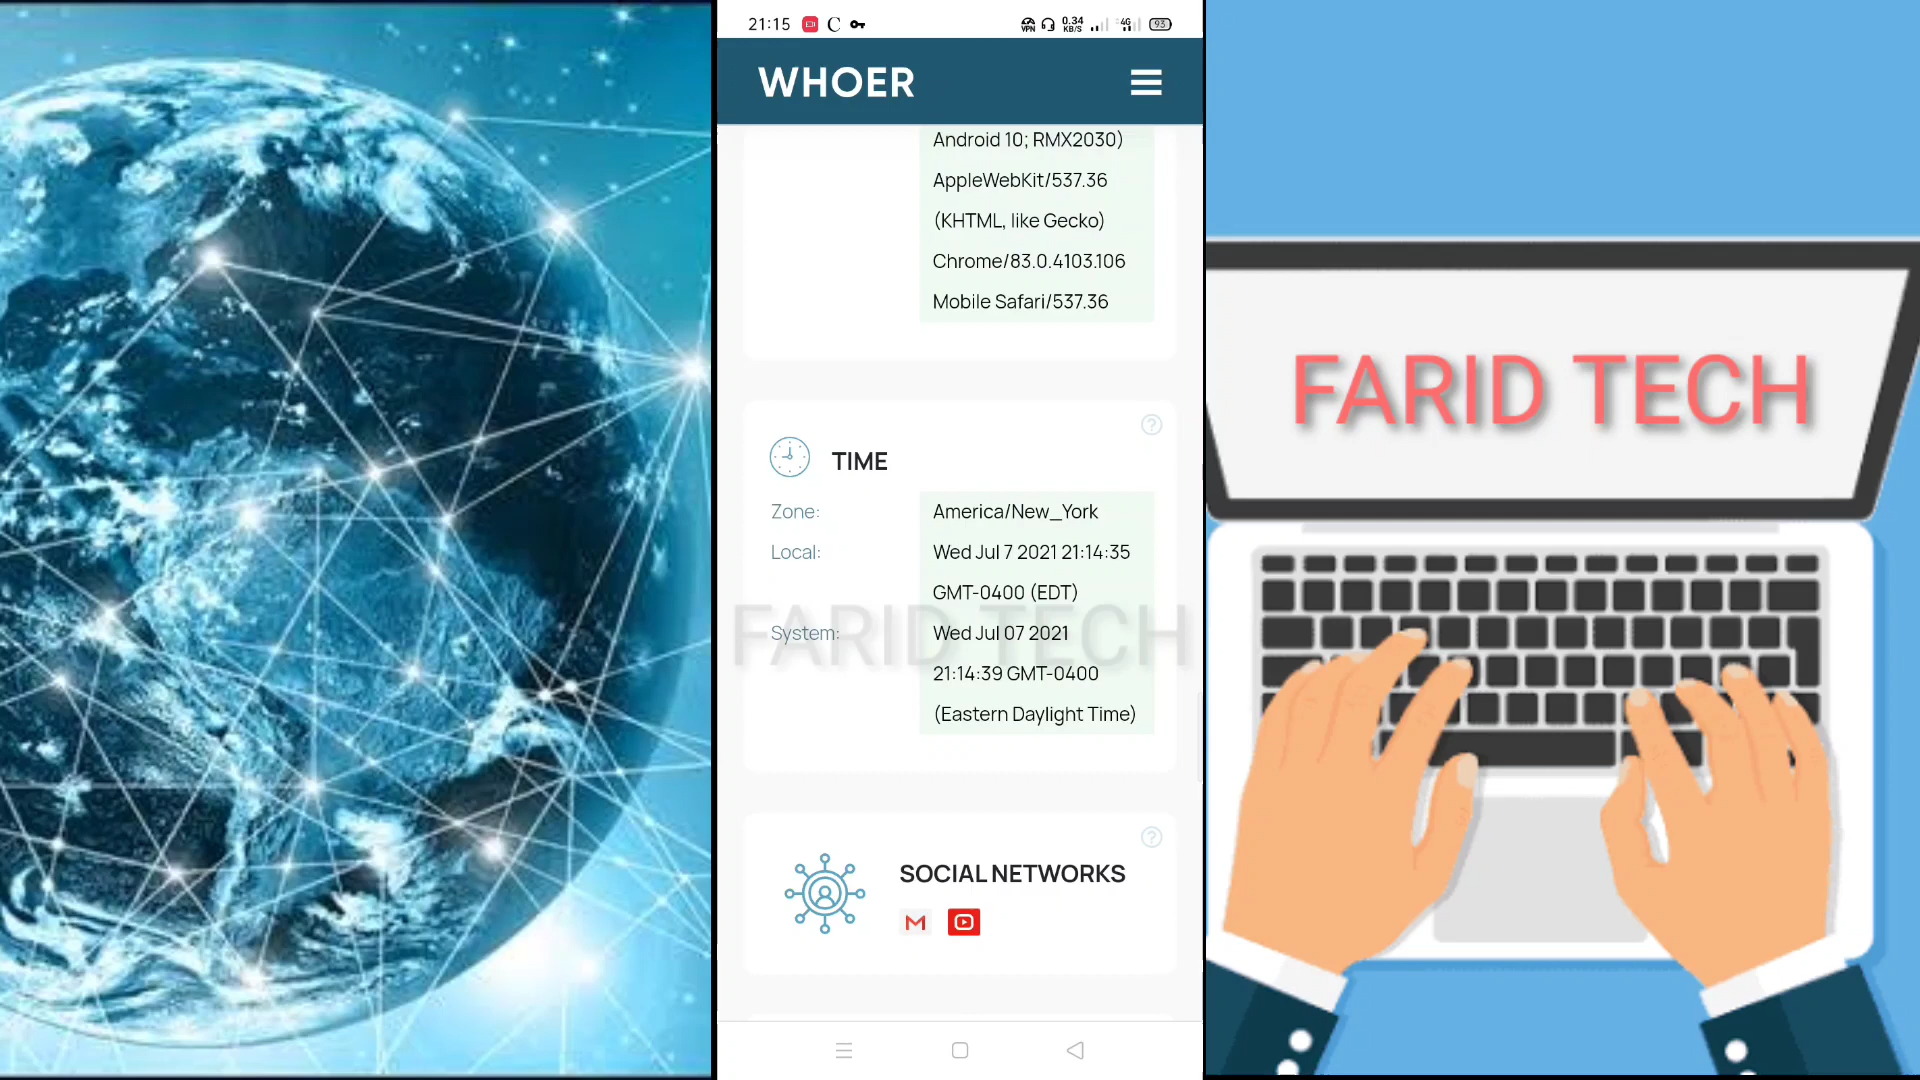 21:15
VPN
0.34
KB/S
4G
93
WHOER
Android 10; RMX2030)
AppleWebKit/537.36
(KHTML, like Gecko)
Chrome/83.0.4103.106
Mobile Safari/537.36
TIME
Zone: America/New_York
Local: Wed Jul 7 2021 21:14:35
GMT-0400 (EDT)
System: Wed Jul 07 2021
21:14:39 GMT-0400
(Eastern Daylight Time)
FARID TECH
SOCIAL NETWORKS
FARID TECH